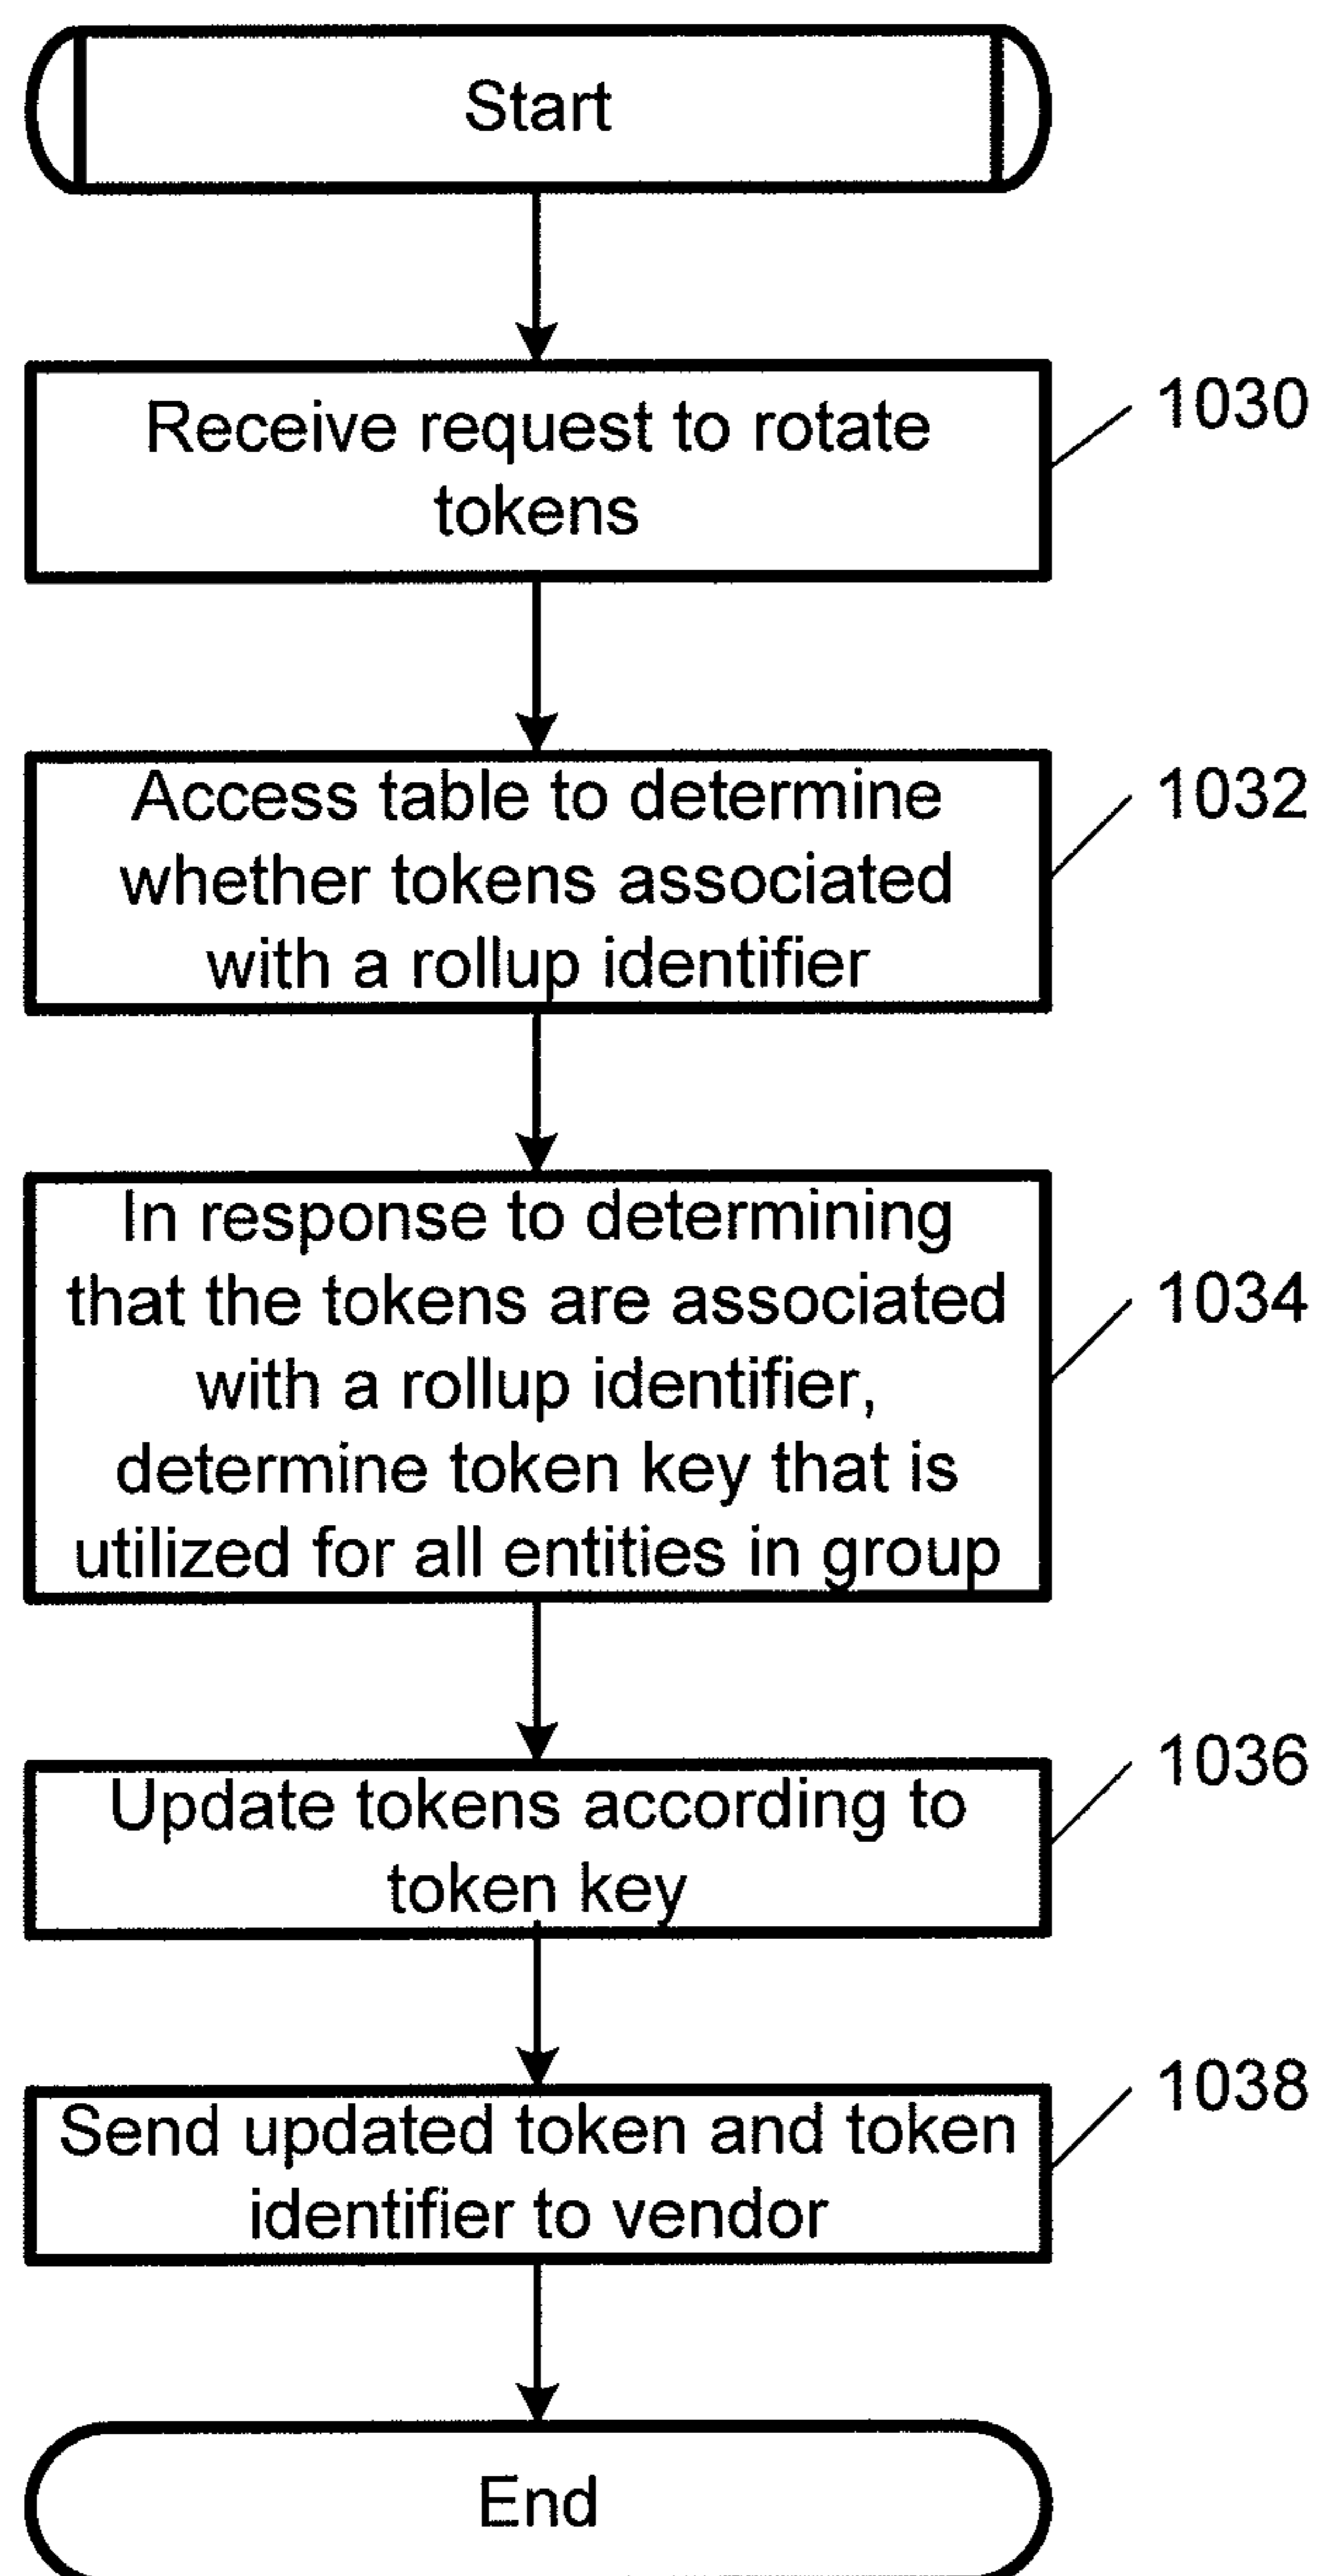 Start
Receive request to rotate
tokens
1030
Access table to determine
whether tokens associated
with a rollup identifier
1032
In response to determining
that the tokens are associated
with a rollup identifier,
determine token key that is
utilized for all entities in group
1034
Update tokens according to
token key
1036
Send updated token and token
identifier to vendor
1038
End